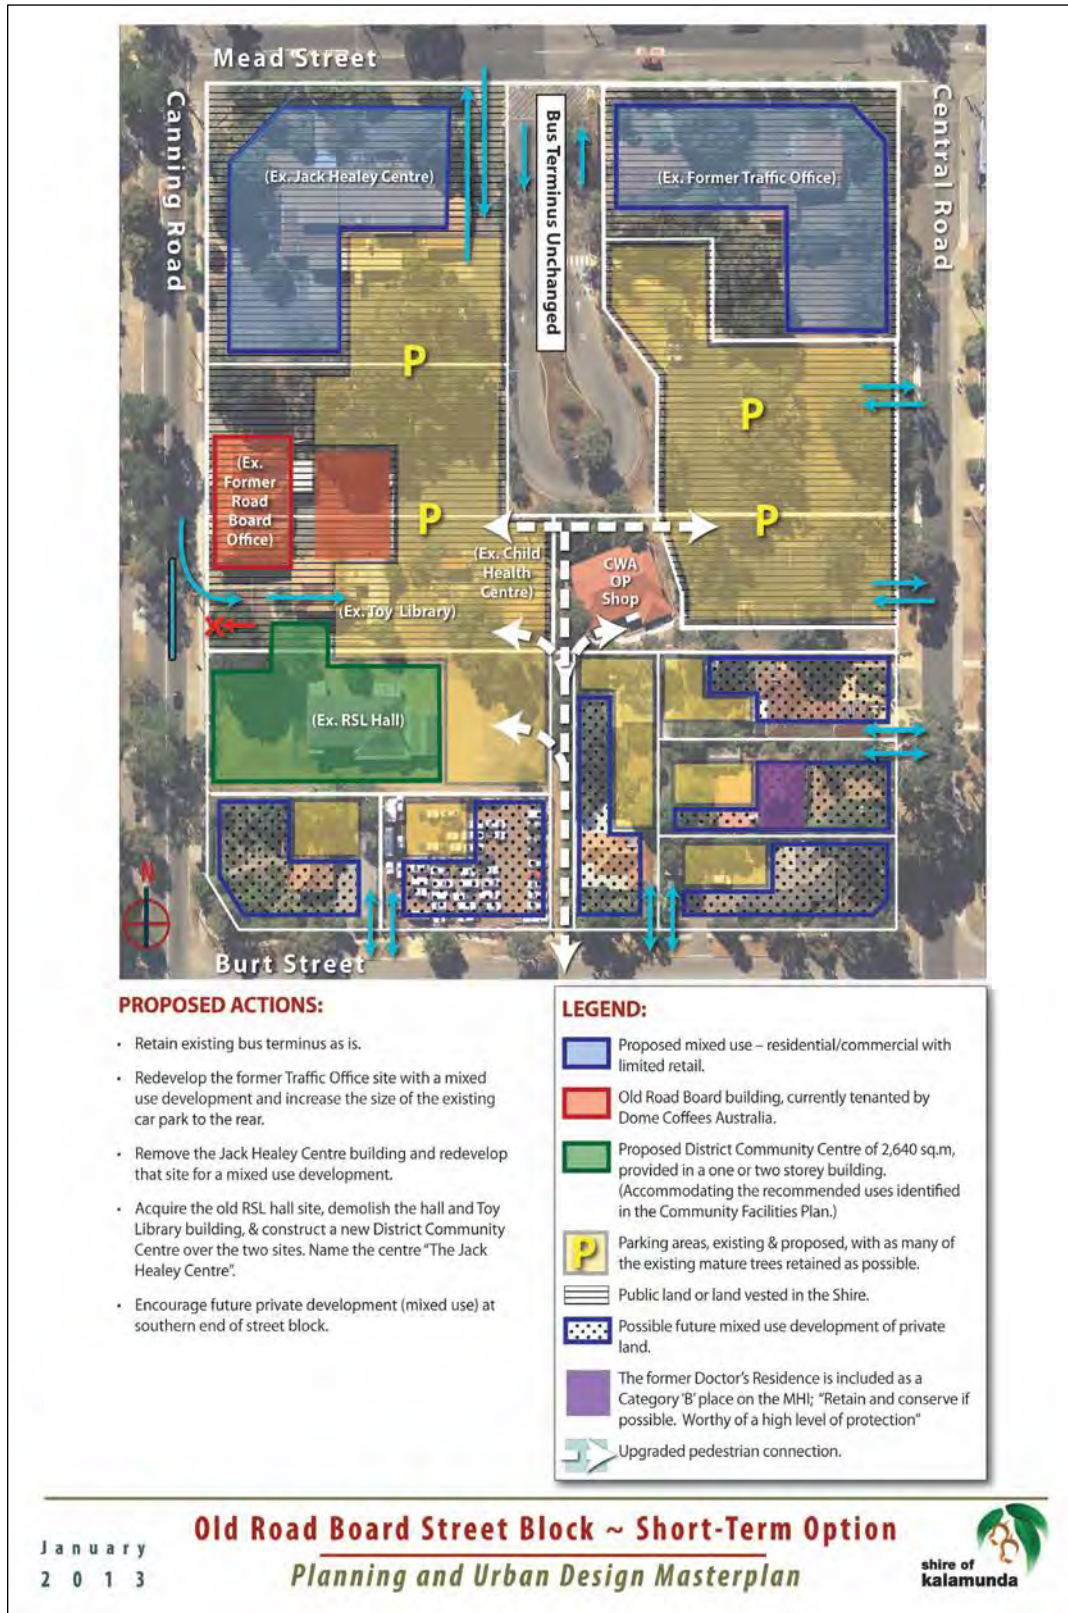 Mead Street
Canning Road
Central Road
Bus Terminus Unchanged
(Ex. Jack Healey Centre)
(Ex. Former Traffic Office)
P
P
(Ex.
Former
Road
Board
Office)
P
P
(Ex. Child
Health
Centre)
CWA
OP
Shop
(Ex. Toy Library)
(Ex. RSL Hall)
N
Burt Street
PROPOSED ACTIONS:
• Retain existing bus terminus as is.
• Redevelop the former Traffic Office site with a mixed
use development and increase the size of the existing
car park to the rear.
• Remove the Jack Healey Centre building and redevelop
that site for a mixed use development.
• Acquire the old RSL hall site, demolish the hall and Toy
Library building, & construct a new District Community
Centre over the two sites. Name the centre "The Jack
Healey Centre".
• Encourage future private development (mixed use) at
southern end of street block.
LEGEND:
Proposed mixed use – residential/commercial with
limited retail.
Old Road Board building, currently tenanted by
Dome Coffees Australia.
Proposed District Community Centre of 2,640 sq.m,
provided in a one or two storey building.
(Accommodating the recommended uses identified
in the Community Facilities Plan.)
P
Parking areas, existing & proposed, with as many of
the existing mature trees retained as possible.
Public land or land vested in the Shire.
Possible future mixed use development of private
land.
The former Doctor's Residence is included as a
Category 'B' place on the MHI; "Retain and conserve if
possible. Worthy of a high level of protection"
Upgraded pedestrian connection.
January
2013
Old Road Board Street Block ~ Short-Term Option
Planning and Urban Design Masterplan
shire of
kalamunda